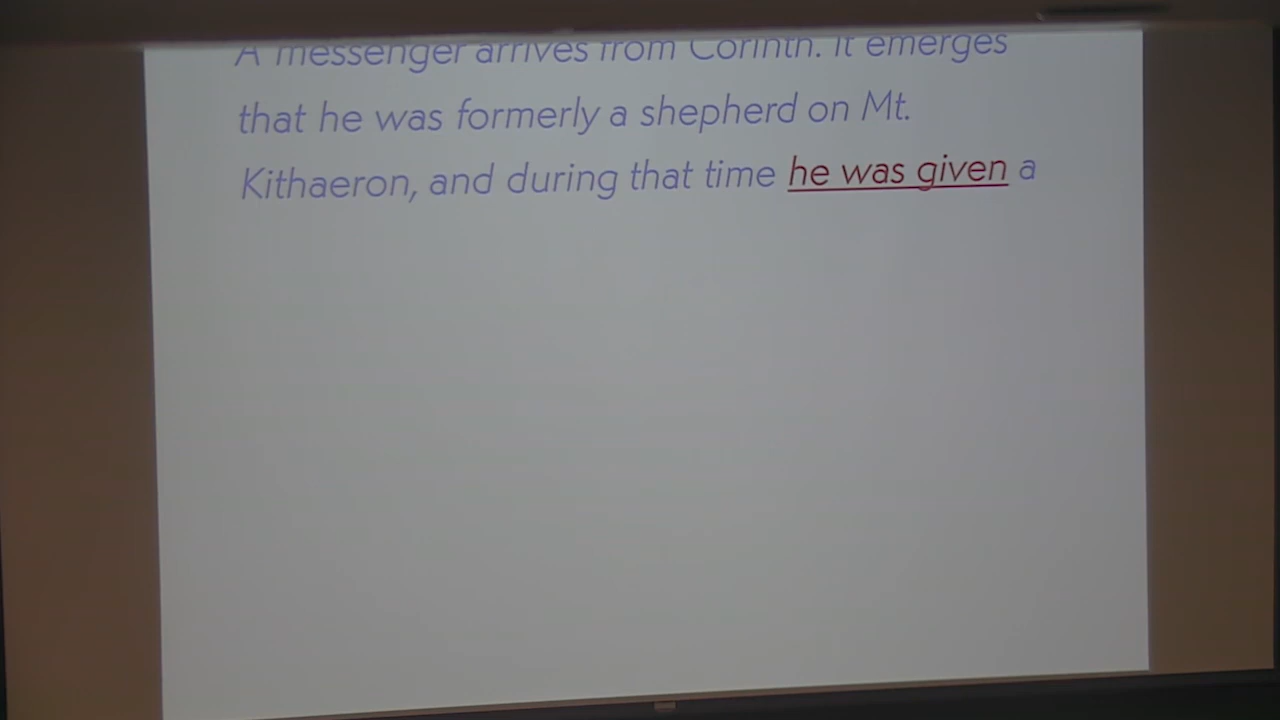 A messenger arrives from Corinth. It emerges
that he was formerly a shepherd on Mt.
Kithaeron, and during that time he was given a